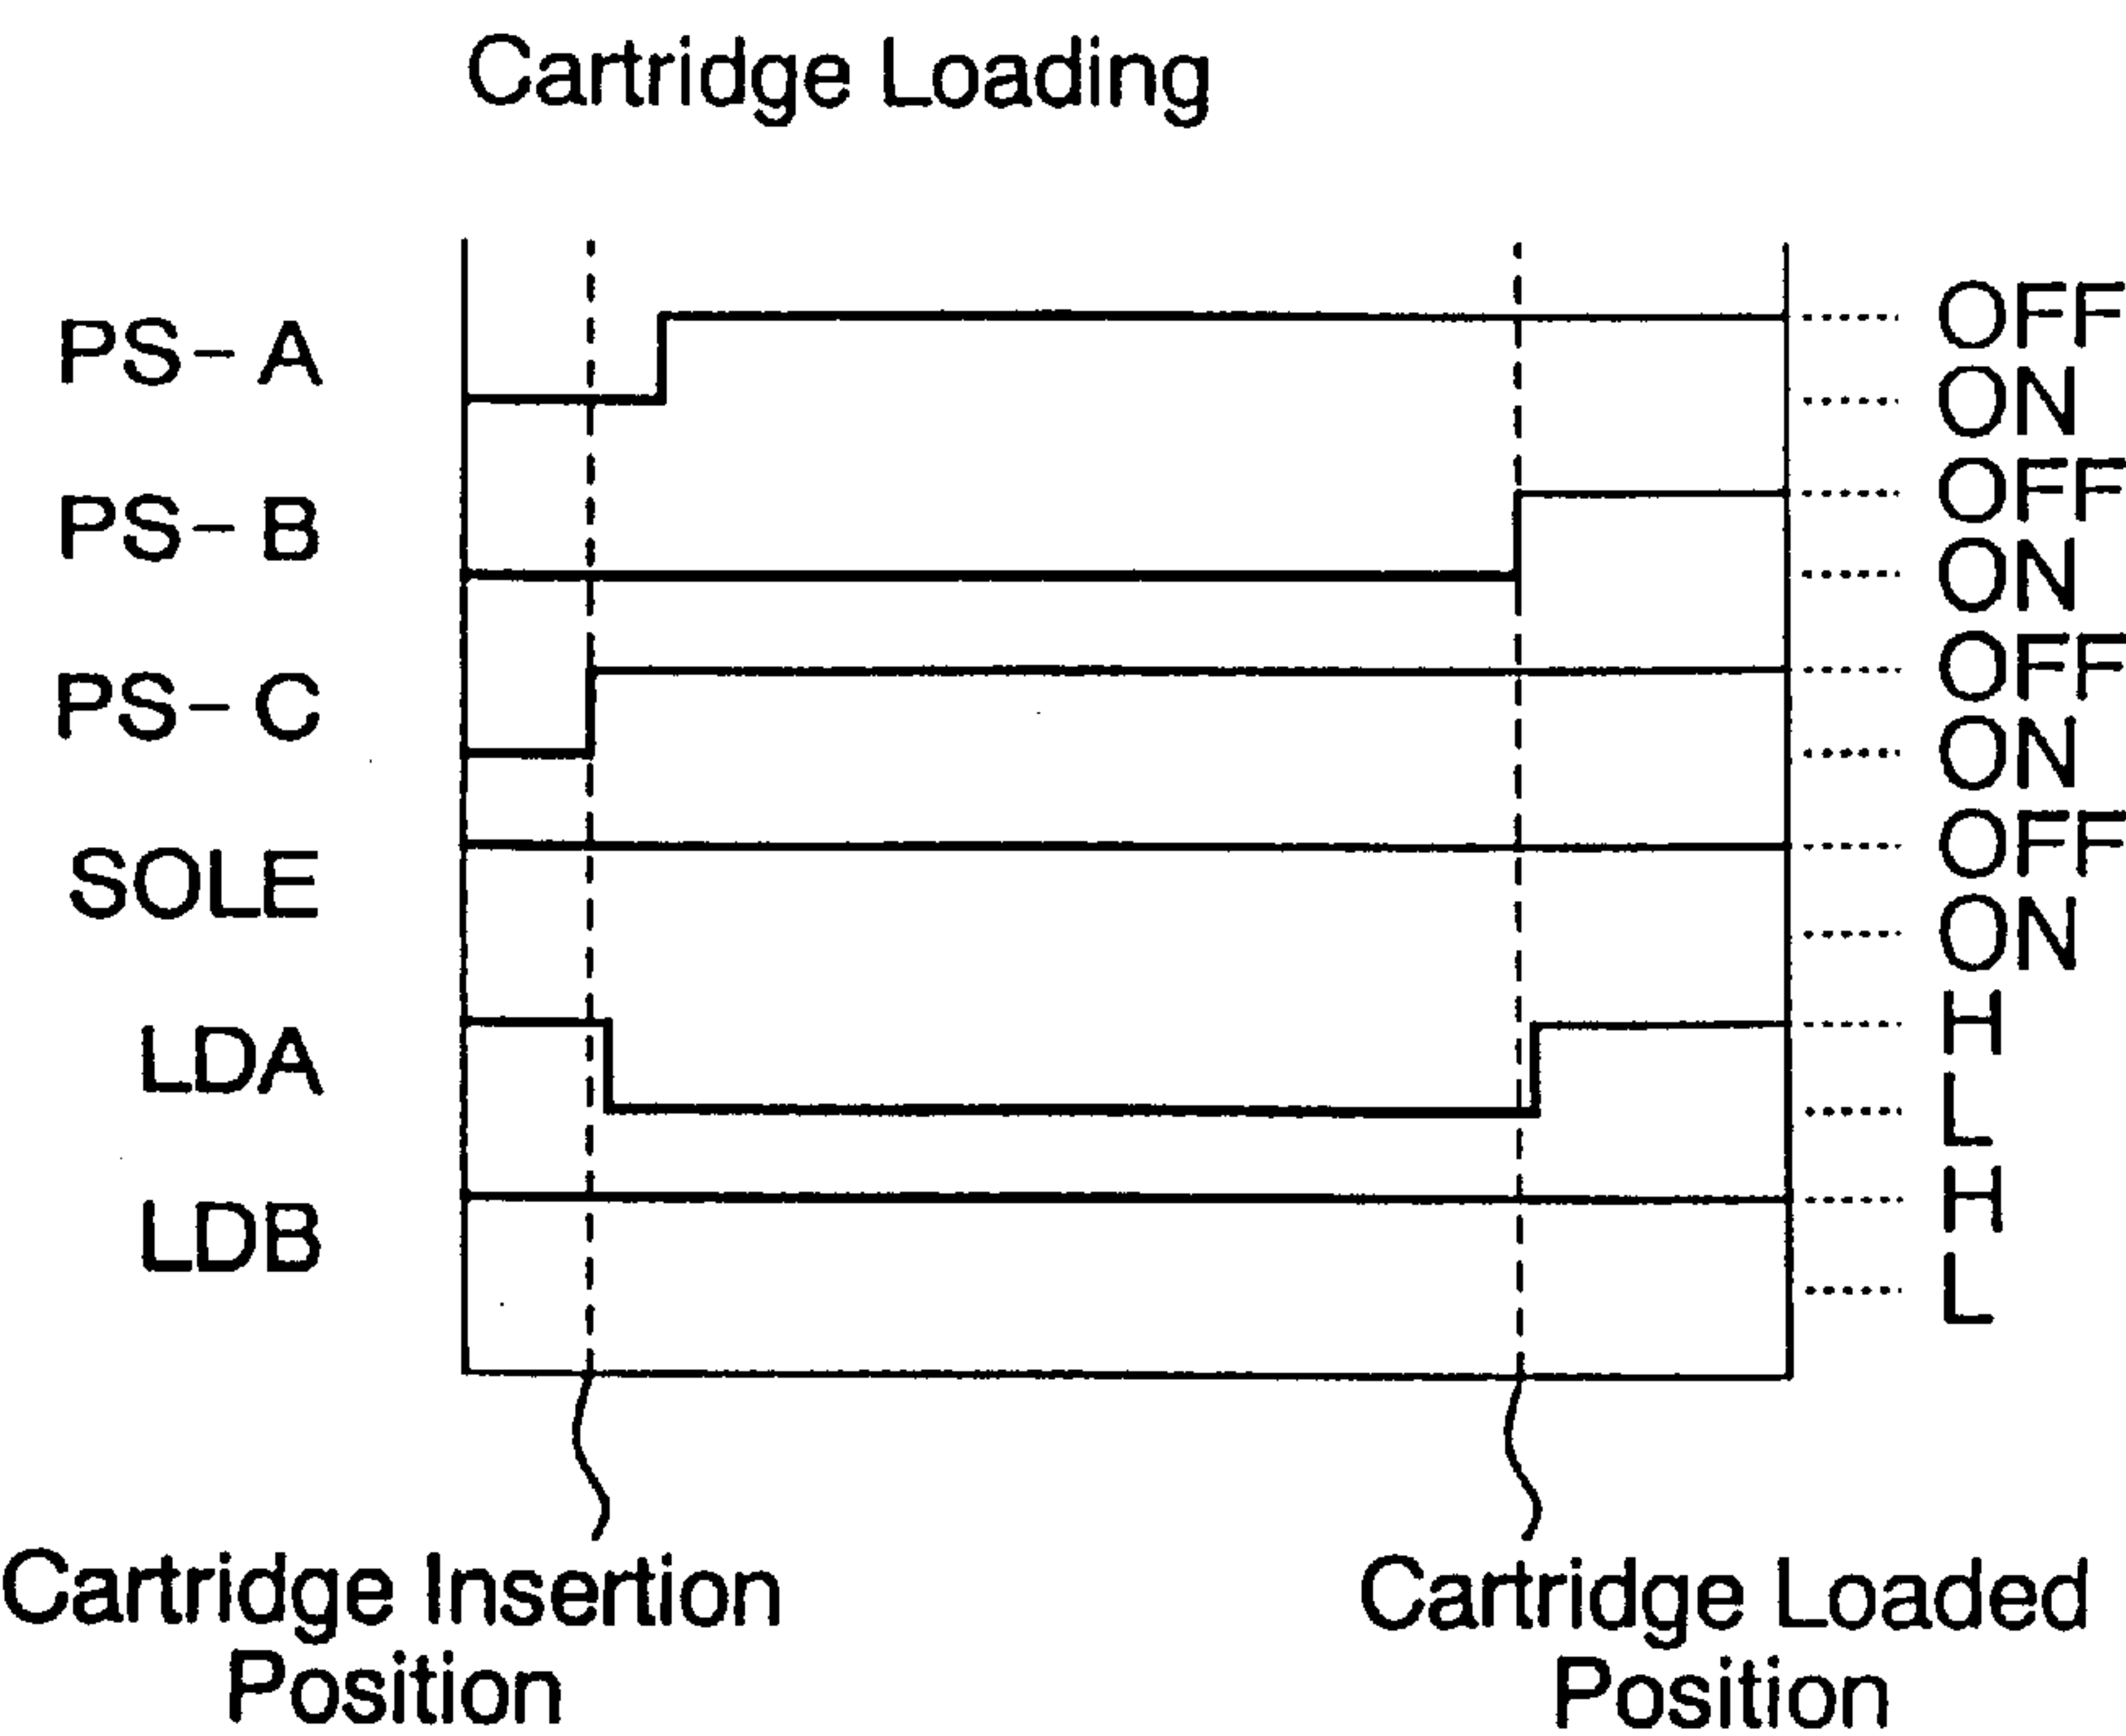 Cartridge Loading
PS-A
OFF
ON
PS-B
OFF
ON
PS-C
OFF
ON
SOLE
OFF
ON
LDA
H
L
LDB
H
L
Cartridge Insertion
Position
Cartridge Loaded
Position